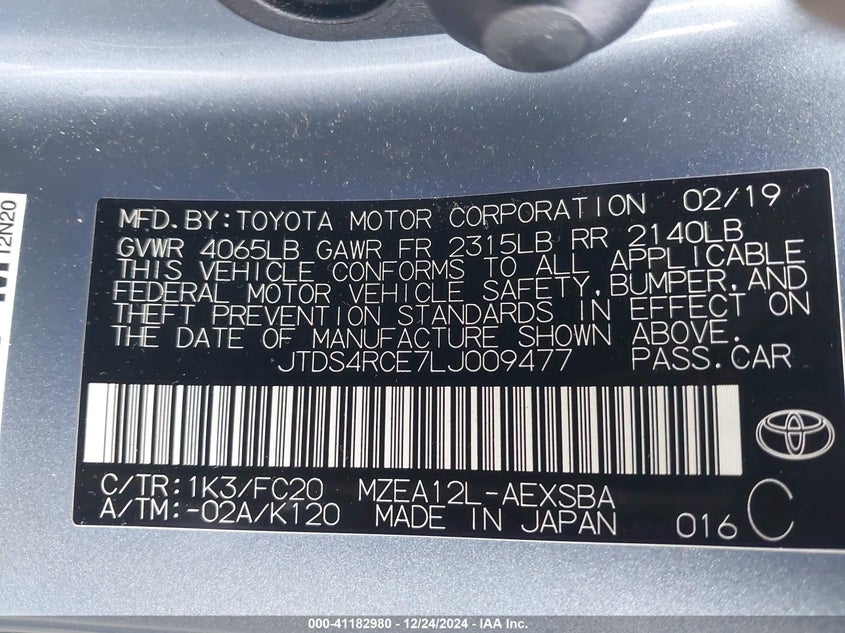 MFD.BY:TOYOTA MOTOR CORPORATION 02/19
GVWR 4065LB GAWR FR 2315LB RR 2140LB
THIS VEHICLE CONFORMS TO ALL APPLICABLE
FEDERAL MOTOR VEHICLE SAFETY,BUMPER,AND
THEFT PREVENTION STANDARDS IN EFFECT ON
THE DATE OF MANUFACTURE SHOWN ABOVE.
JTDS4RCE7LJ009477 PASS.CAR
C/TR:1K3/FC20 MZEA12L-AEXSBA
A/TM:-02A/K120 MADE IN JAPAN 016 C
12N20
000-41182980 - 12/24/2024 - IAA Inc.